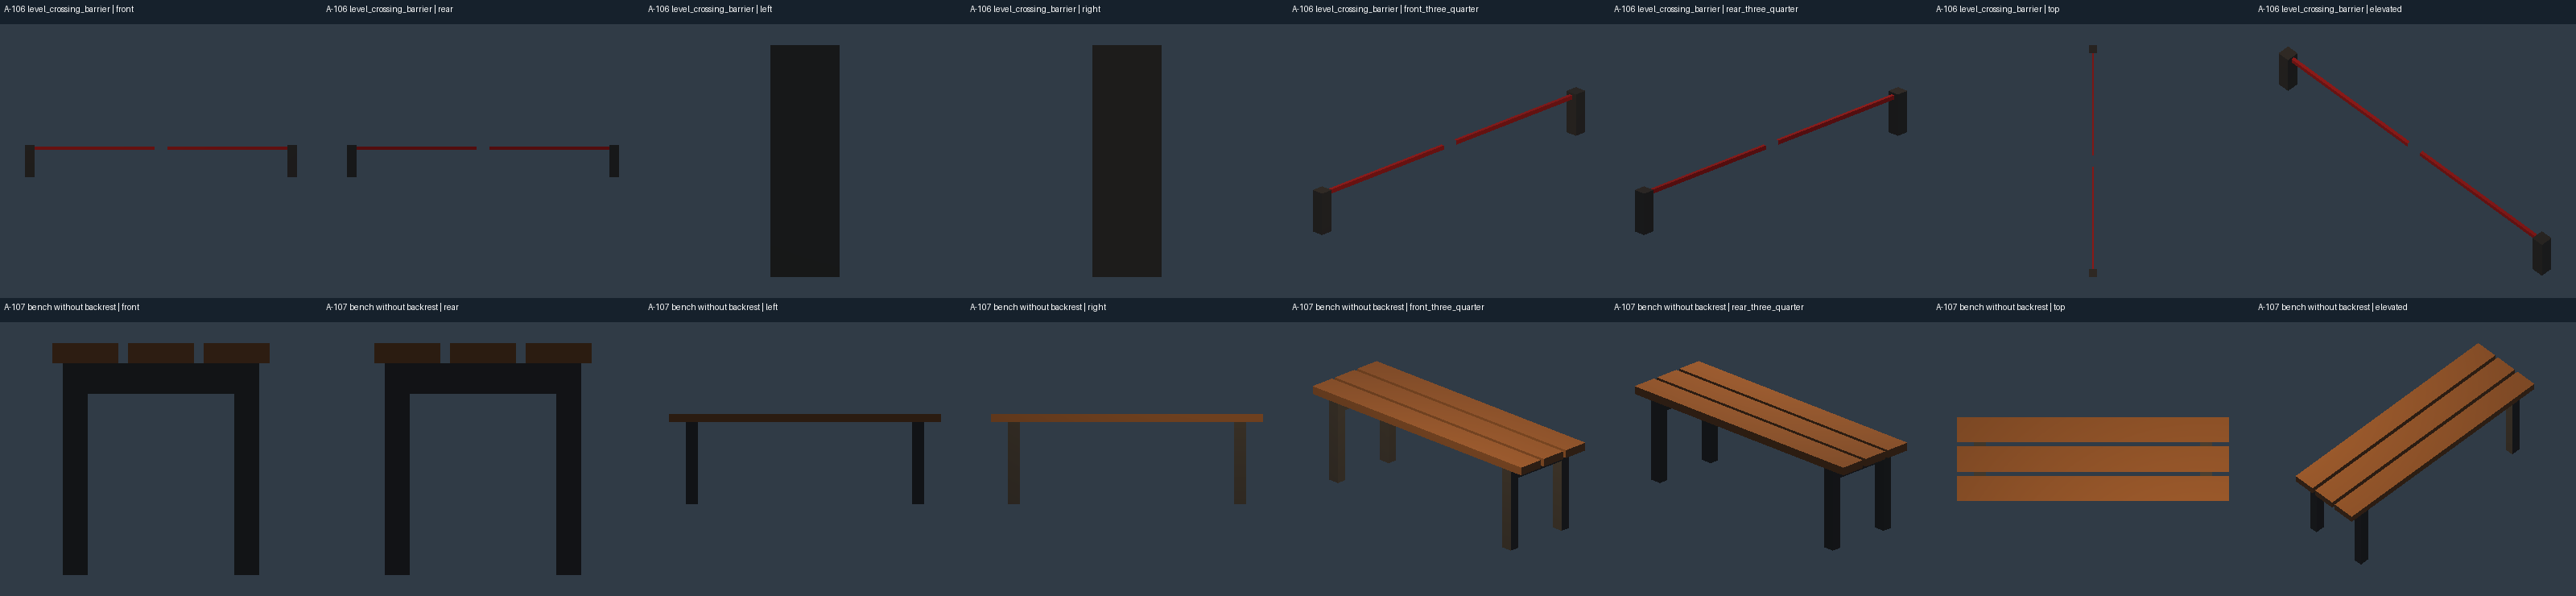 A-106 level_crossing_barrier | front
A-106 level_crossing_barrier | rear
A-106 level_crossing_barrier | left
A-106 level_crossing_barrier | right
A-106 level_crossing_barrier | front_three_quarter
A-106 level_crossing_barrier | rear_three_quarter
A-106 level_crossing_barrier | top
A-106 level_crossing_barrier | elevated
A-107 bench without backrest | front
A-107 bench without backrest | rear
A-107 bench without backrest | left
A-107 bench without backrest | right
A-107 bench without backrest | front_three_quarter
A-107 bench without backrest | rear_three_quarter
A-107 bench without backrest | top
A-107 bench without backrest | elevated